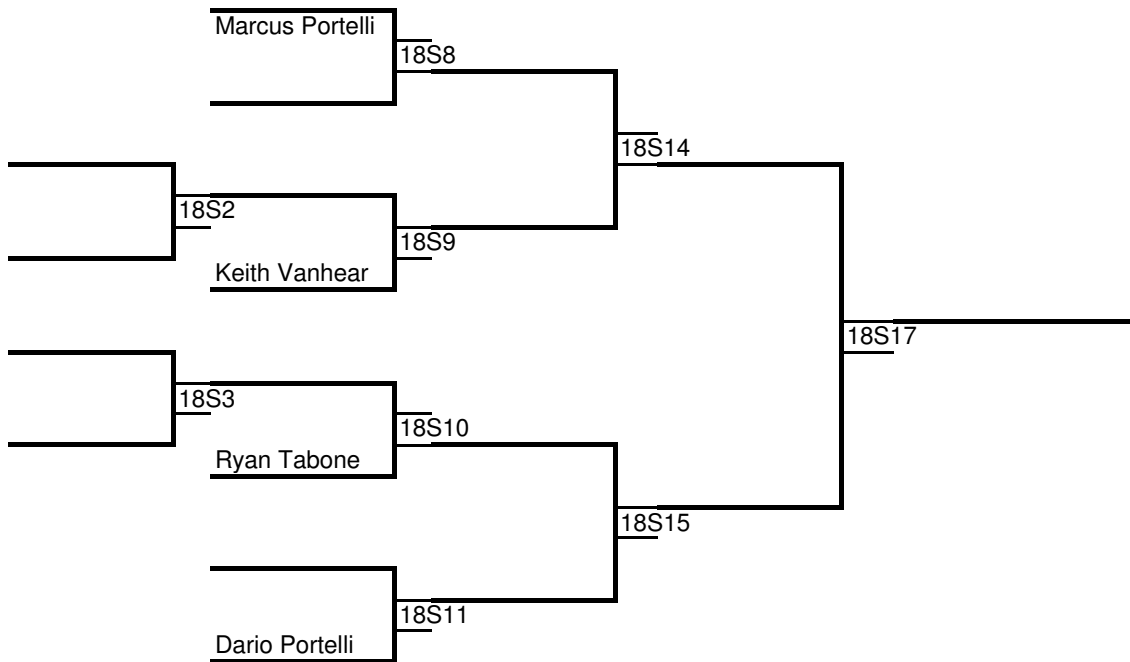 Marcus Portelli
18S8
18S14
18S2
18S9
Keith Vanhear
18S17
18S3
18S10
Ryan Tabone
18S15
18S11
Dario Portelli